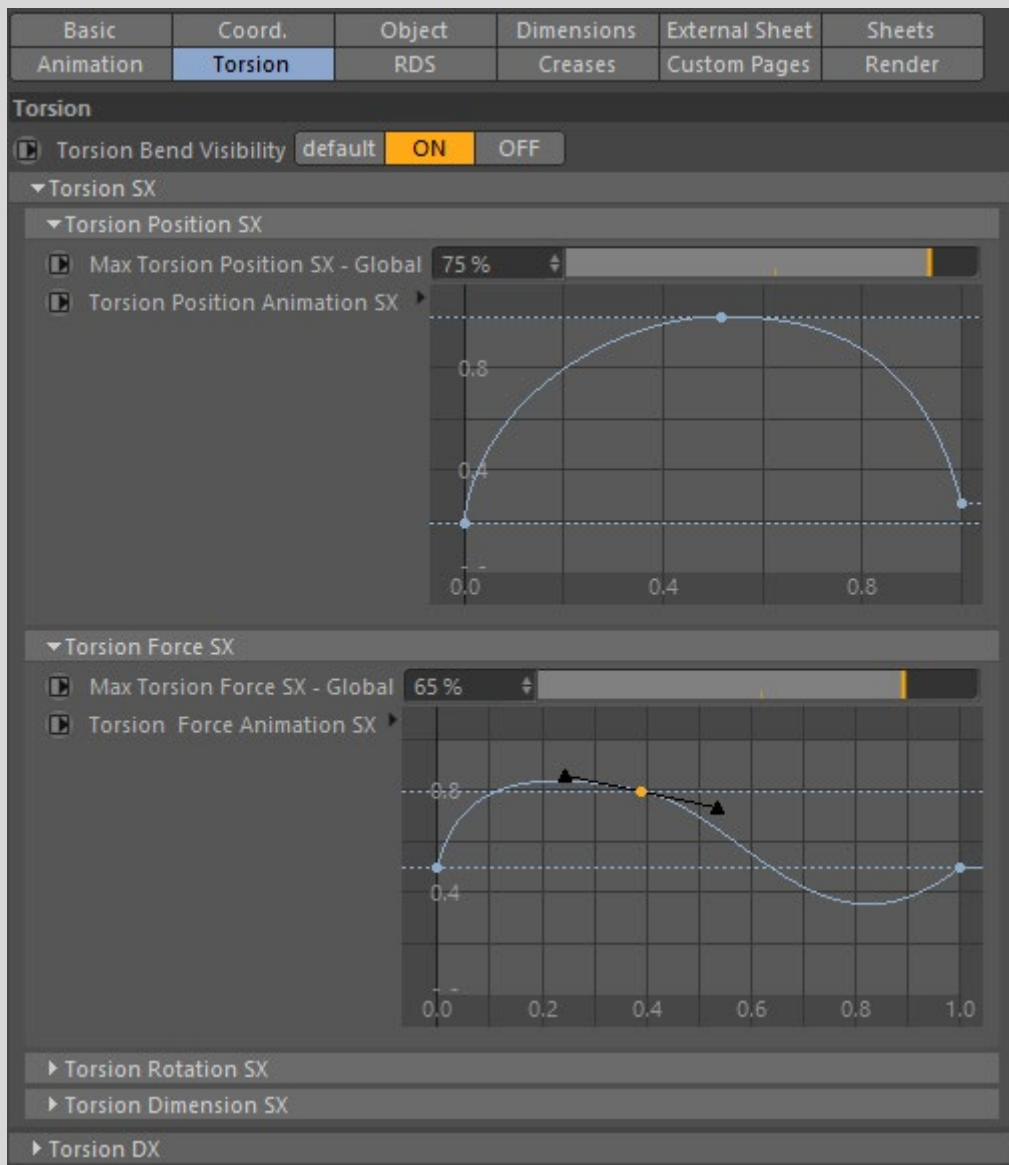 Basic Coord. Object Dimensions External Sheet Sheets
Animation Torsion RDS Creases Custom Pages Render
Torsion
Torsion Bend Visibility default ON OFF
Torsion SX
Torsion Position SX
Max Torsion Position SX - Global 75 %
Torsion Position Animation SX
0.8
0.4
0.0 0.4 0.8
Torsion Force SX
Max Torsion Force SX - Global 65 %
Torsion Force Animation SX
0.8
0.4
0.0 0.2 0.4 0.6 0.8 1.0
Torsion Rotation SX
Torsion Dimension SX
Torsion DX